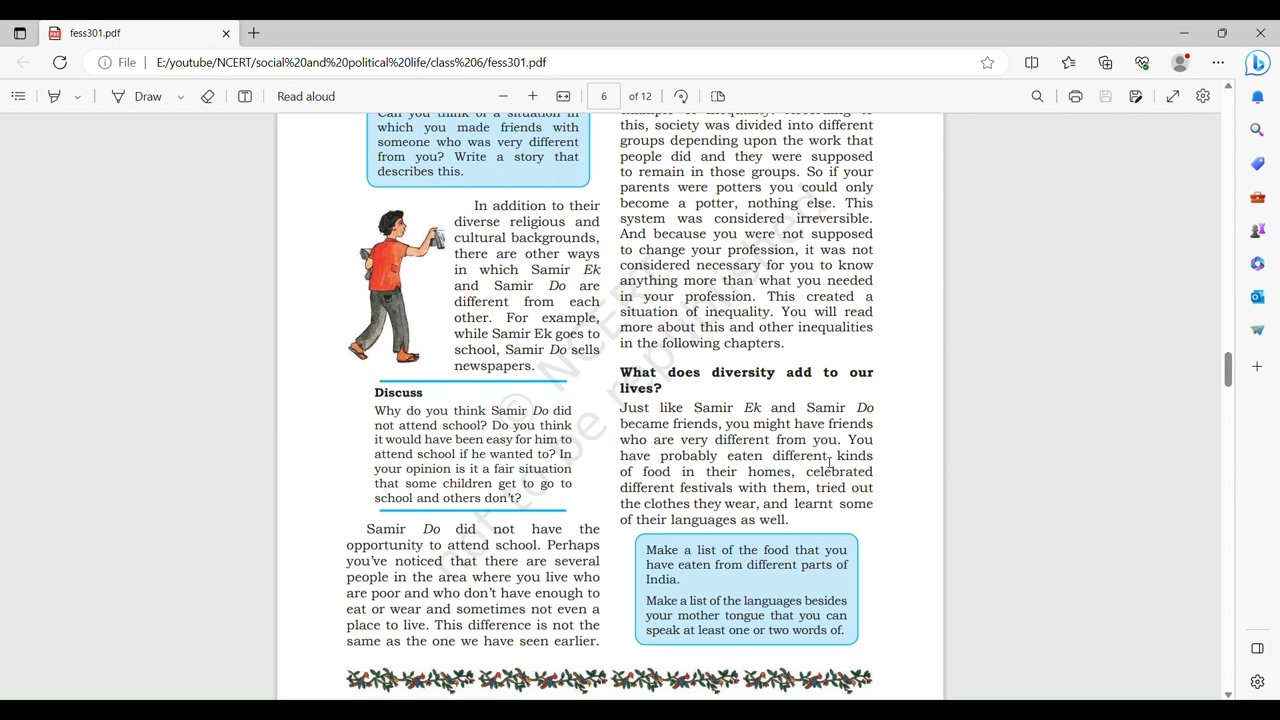 fess301.pdf
File
E:/youtube/NCERT/social%20and%20political%20life/class%206/fess301.pdf
Draw
Read aloud
6
of 12
Can you think of a situation in
which you made friends with
someone who was very different
from you? Write a story that
describes this.
In addition to their
diverse religious and
cultural backgrounds,
there are other ways
in which Samir Ek
and Samir Do are
different from each
other. For example,
while Samir Ek goes to
school, Samir Do sells
newspapers.
Discuss
Why do you think Samir Do did
not attend school? Do you think
it would have been easy for him to
attend school if he wanted to? In
your opinion is it a fair situation
that some children get to go to
school and others don't?
Samir Do did not have the
opportunity to attend school. Perhaps
you've noticed that there are several
people in the area where you live who
are poor and who don't have enough to
eat or wear and sometimes not even a
place to live. This difference is not the
same as the one we have seen earlier.
this, society was divided into different
groups depending upon the work that
people did and they were supposed
to remain in those groups. So if your
parents were potters you could only
become a potter, nothing else. This
system was considered irreversible.
And because you were not supposed
to change your profession, it was not
considered necessary for you to know
anything more than what you needed
in your profession. This created a
situation of inequality. You will read
more about this and other inequalities
in the following chapters.
What does diversity add to our
lives?
Just like Samir Ek and Samir Do
became friends, you might have friends
who are very different from you. You
have probably eaten different kinds
of food in their homes, celebrated
different festivals with them, tried out
the clothes they wear, and learnt some
of their languages as well.
Make a list of the food that you
have eaten from different parts of
India.
Make a list of the languages besides
your mother tongue that you can
speak at least one or two words of.
© NCERT
not to be republished